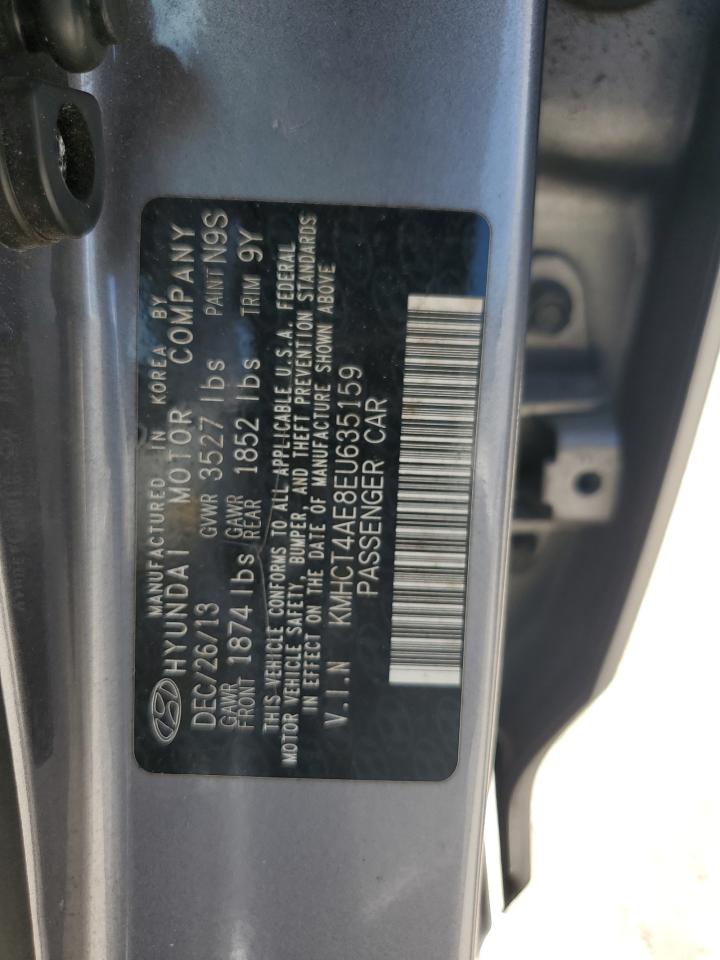 MANUFACTURED IN KOREA BY
HYUNDAI MOTOR COMPANY
DEC/26/13 GVWR 3527 lbs PAINT N9S
GAWR FRONT 1874 lbs GAWR REAR 1852 lbs TRIM 9Y
THIS VEHICLE CONFORMS TO ALL APPLICABLE U.S.A. FEDERAL
MOTOR VEHICLE SAFETY, BUMPER, AND THEFT PREVENTION STANDARDS
IN EFFECT ON THE DATE OF MANUFACTURE SHOWN ABOVE
V.I.N KMHCT4AE8EU635159
PASSENGER CAR